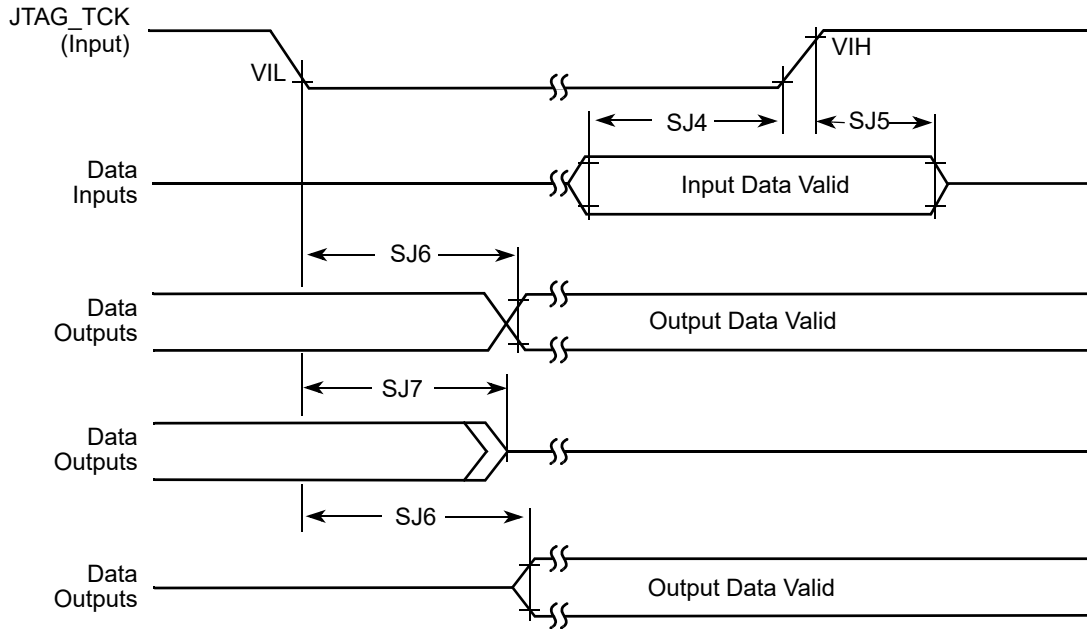 JTAG_TCK
(Input)
VIL
VIH
SJ4
SJ5
Data
Inputs
Input Data Valid
SJ6
Data
Outputs
Output Data Valid
SJ7
Data
Outputs
SJ6
Data
Outputs
Output Data Valid